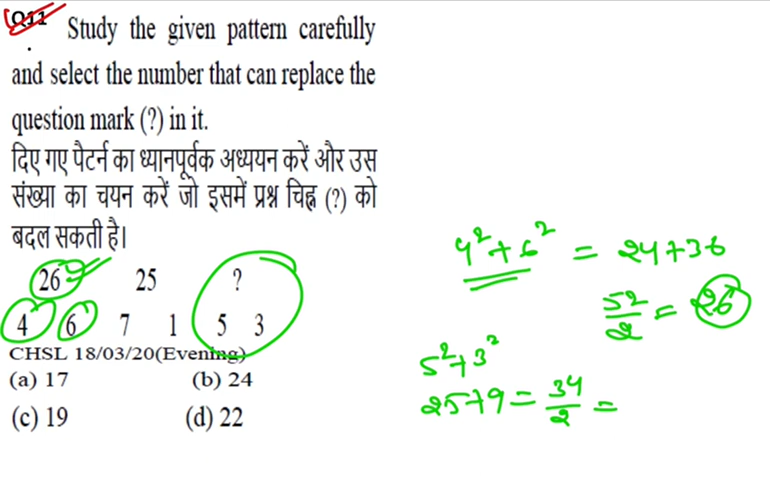 Q11 Study the given pattern carefully
and select the number that can replace the
question mark (?) in it.
दिए गए पैटर्न का ध्यानपूर्वक अध्ययन करें और उस
संख्या का चयन करें जो इसमें प्रश्न चिह्न (?) को
बदल सकती है।
26 25 ?
4 6 7 1 5 3
CHSL 18/03/20(Evening)
(a) 17 (b) 24
(c) 19 (d) 22
4² + 6² = 24 + 36
52/2 = 26
5² + 3²
25 + 9 = 34/2 =